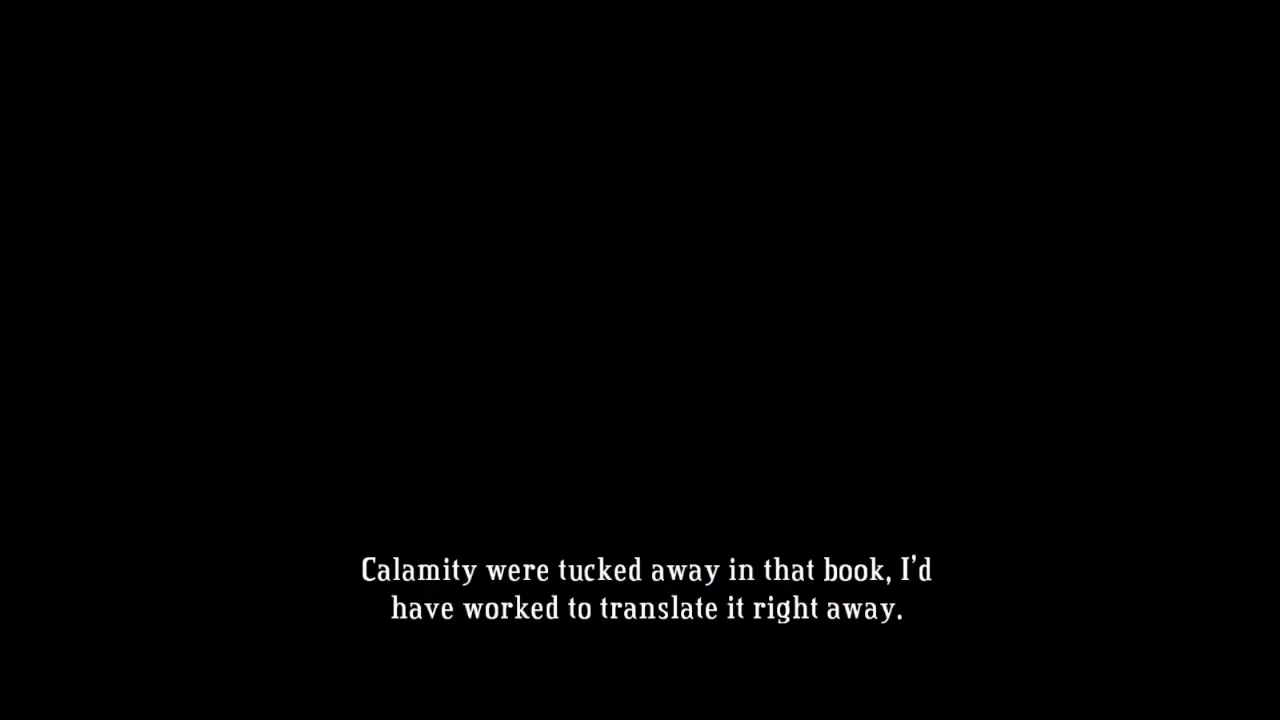 Calamity were tucked away in that book, I'd
have worked to translate it right away.